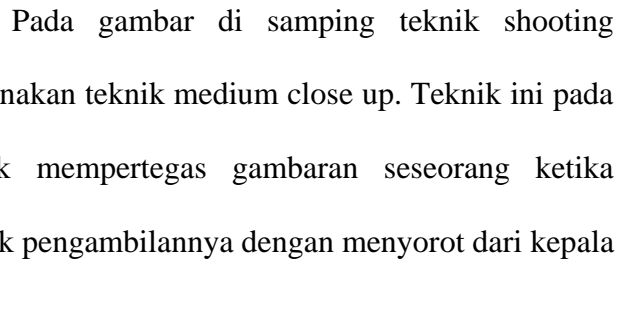 Pada gambar di samping teknik shooting
nakan teknik medium close up. Teknik ini pada
k mempertegas gambaran seseorang ketika
k pengambilannya dengan menyorot dari kepala